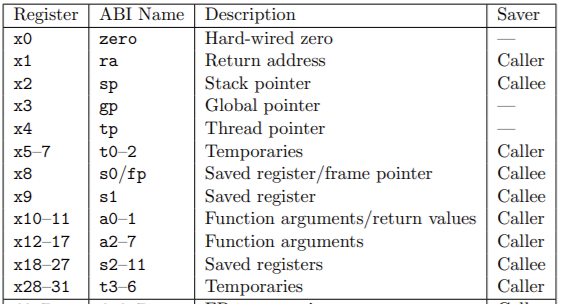 Register ABI Name Description Saver
x0 zero Hard-wired zero —
x1 ra Return address Caller
x2 sp Stack pointer Callee
x3 gp Global pointer —
x4 tp Thread pointer —
x5–7 t0–2 Temporaries Caller
x8 s0/fp Saved register/frame pointer Callee
x9 s1 Saved register Callee
x10–11 a0–1 Function arguments/return values Caller
x12–17 a2–7 Function arguments Caller
x18–27 s2–11 Saved registers Callee
x28–31 t3–6 Temporaries Caller